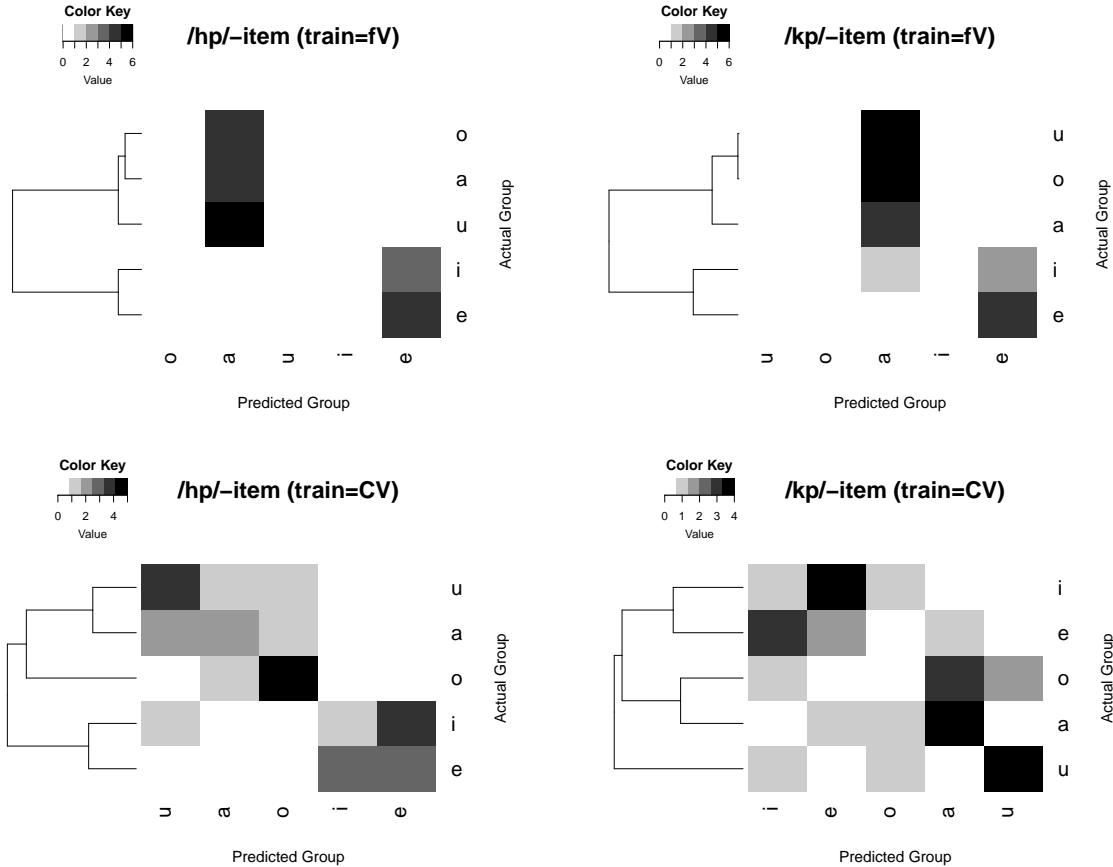 Color Key
0 2 4 6
Value
/hp/−item (train=fV)
o
a
u
i
e
Actual Group
o a u i e
Predicted Group
Color Key
0 2 4 6
Value
/kp/−item (train=fV)
u
o
a
i
e
Actual Group
u o a i e
Predicted Group
Color Key
0 2 4
Value
/hp/−item (train=CV)
u
a
o
i
e
Actual Group
u a o i e
Predicted Group
Color Key
0 1 2 3 4
Value
/kp/−item (train=CV)
i
e
o
a
u
Actual Group
i e o a u
Predicted Group